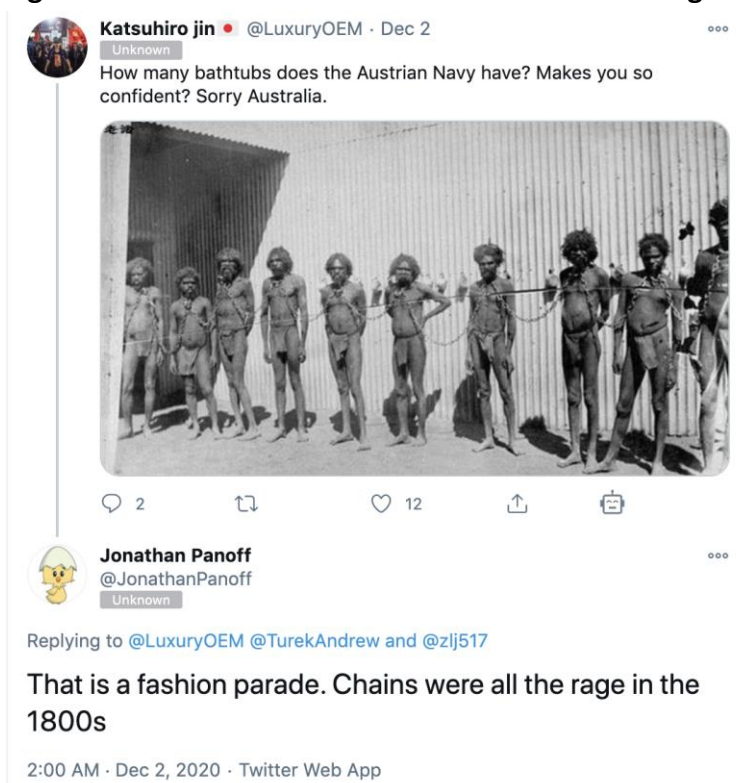 Katsuhiro jin @LuxuryOEM · Dec 2
Unknown
How many bathtubs does the Austrian Navy have? Makes you so
confident? Sorry Australia.
2 12
Jonathan Panoff
@JonathanPanoff
Unknown
Replying to @LuxuryOEM @TurekAndrew and @zlj517
That is a fashion parade. Chains were all the rage in the
1800s
2:00 AM · Dec 2, 2020 · Twitter Web App